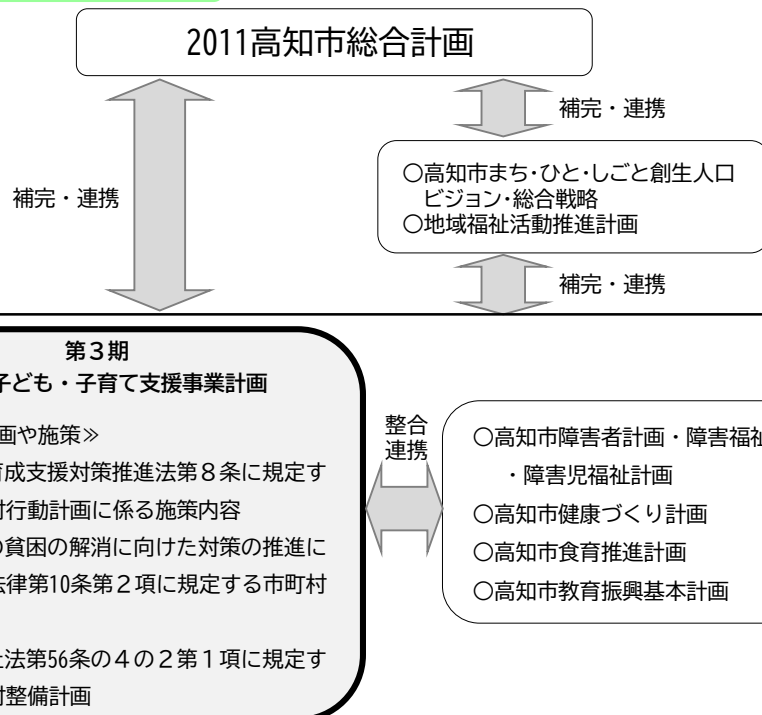 2011高知市総合計画
補完・連携
○高知市まち・ひと・しごと創生人口
ビジョン・総合戦略
○地域福祉活動推進計画
補完・連携
補完・連携
第３期
子ども・子育て支援事業計画
画や施策≫
育成支援対策推進法第８条に規定す
村行動計画に係る施策内容
の貧困の解消に向けた対策の推進に
法律第10条第２項に規定する市町村
社法第56条の４の２第１項に規定す
村整備計画
整合
連携
○高知市障害者計画・障害福祉
・障害児福祉計画
○高知市健康づくり計画
○高知市食育推進計画
○高知市教育振興基本計画